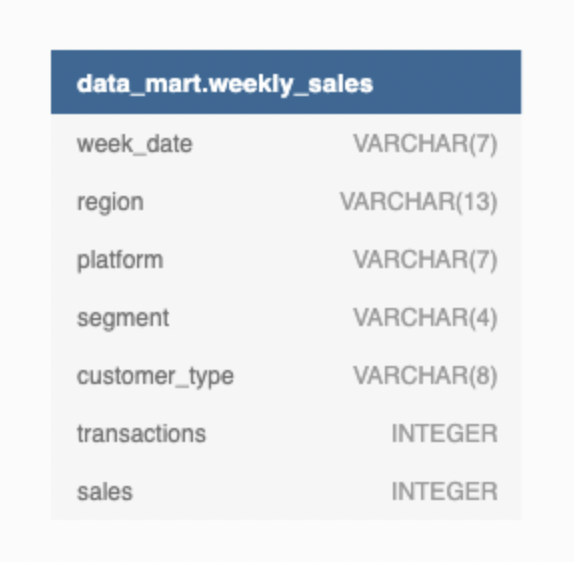 data_mart.weekly_sales
week_date VARCHAR(7)
region VARCHAR(13)
platform VARCHAR(7)
segment VARCHAR(4)
customer_type VARCHAR(8)
transactions INTEGER
sales INTEGER